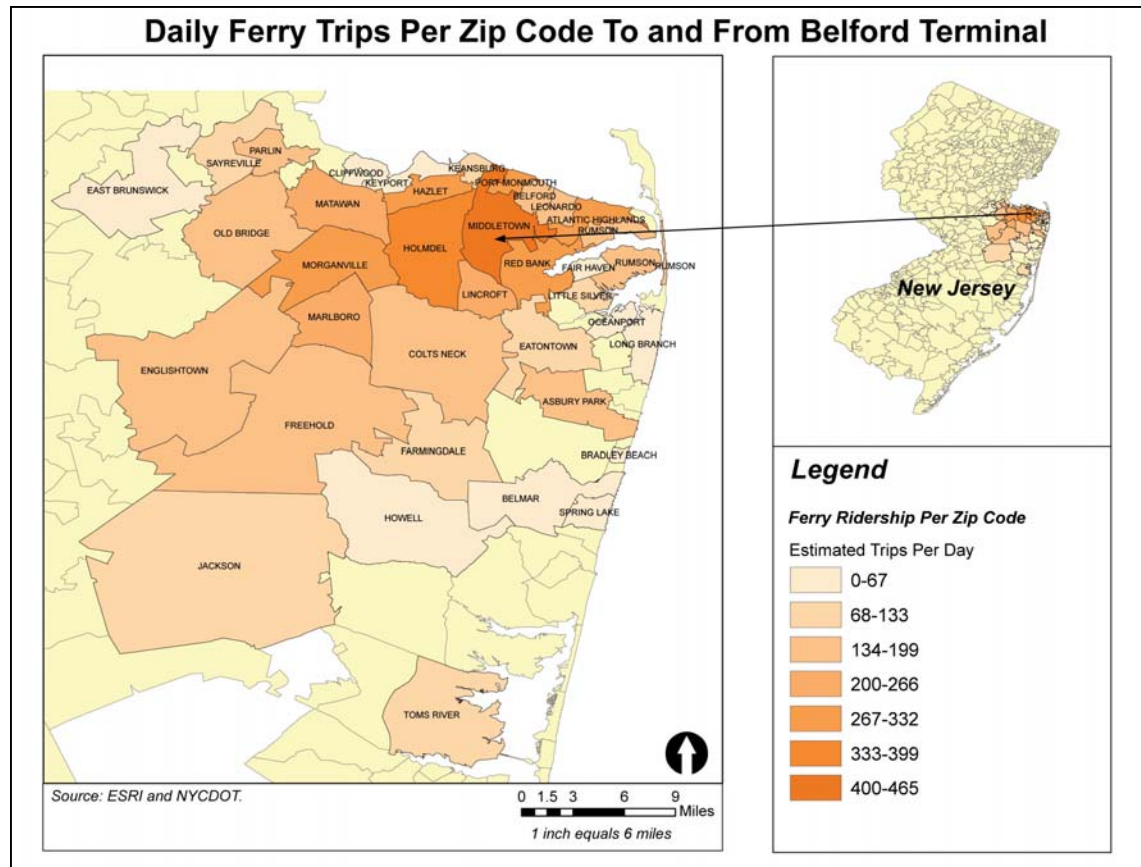 Daily Ferry Trips Per Zip Code To and From Belford Terminal
PARLIN
SAYREVILLE
EAST BRUNSWICK
CLIFFWOOD
KEYPORT
KEANSBURG
HAZLET
PORT MONMOUTH
BELFORD
LEONARDO
MATAWAN
OLD BRIDGE
MIDDLETOWN
ATLANTIC HIGHLANDS
RUMSON
HOLMDEL
MORGANVILLE
RED BANK
FAIR HAVEN
RUMSON
RUMSON
LINCROFT
LITTLE SILVER
MARLBORO
OCEANPORT
COLTS NECK
EATONTOWN
LONG BRANCH
ENGLISHTOWN
ASBURY PARK
FREEHOLD
FARMINGDALE
BRADLEY BEACH
BELMAR
HOWELL
SPRING LAKE
JACKSON
TOMS RIVER
Source: ESRI and NYCDOT.
0 1.5 3 6 9
Miles
1 inch equals 6 miles
New Jersey
Legend
Ferry Ridership Per Zip Code
Estimated Trips Per Day
0-67
68-133
134-199
200-266
267-332
333-399
400-465